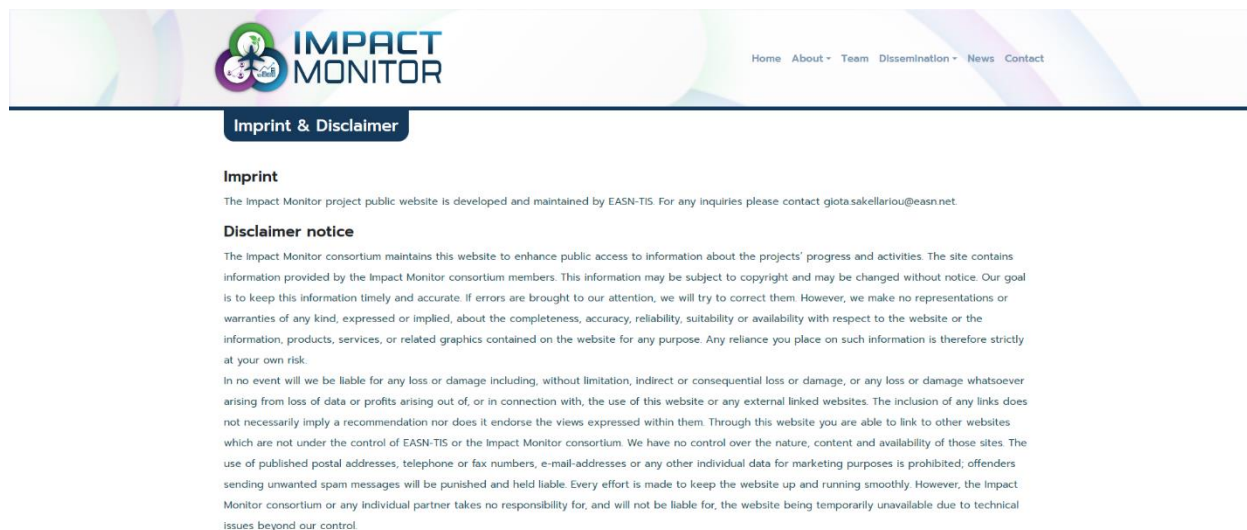 IMPACT
MONITOR
Home About Team Dissemination News Contact
Imprint & Disclaimer
Imprint
The Impact Monitor project public website is developed and maintained by EASN-TIS. For any inquiries please contact giota.sakellariou@easn.net.
Disclaimer notice
The Impact Monitor consortium maintains this website to enhance public access to information about the projects' progress and activities. The site contains
information provided by the Impact Monitor consortium members. This information may be subject to copyright and may be changed without notice. Our goal
is to keep this information timely and accurate. If errors are brought to our attention, we will try to correct them. However, we make no representations or
warranties of any kind, expressed or implied, about the completeness, accuracy, reliability, suitability or availability with respect to the website or the
information, products, services, or related graphics contained on the website for any purpose. Any reliance you place on such information is therefore strictly
at your own risk.
In no event will we be liable for any loss or damage including, without limitation, indirect or consequential loss or damage, or any loss or damage whatsoever
arising from loss of data or profits arising out of, or in connection with, the use of this website or any external linked websites. The inclusion of any links does
not necessarily imply a recommendation nor does it endorse the views expressed within them. Through this website you are able to link to other websites
which are not under the control of EASN-TIS or the Impact Monitor consortium. We have no control over the nature, content and availability of those sites. The
use of published postal addresses, telephone or fax numbers, e-mail-addresses or any other individual data for marketing purposes is prohibited; offenders
sending unwanted spam messages will be punished and held liable. Every effort is made to keep the website up and running smoothly. However, the Impact
Monitor consortium or any individual partner takes no responsibility for, and will not be liable for, the website being temporarily unavailable due to technical
issues beyond our control.